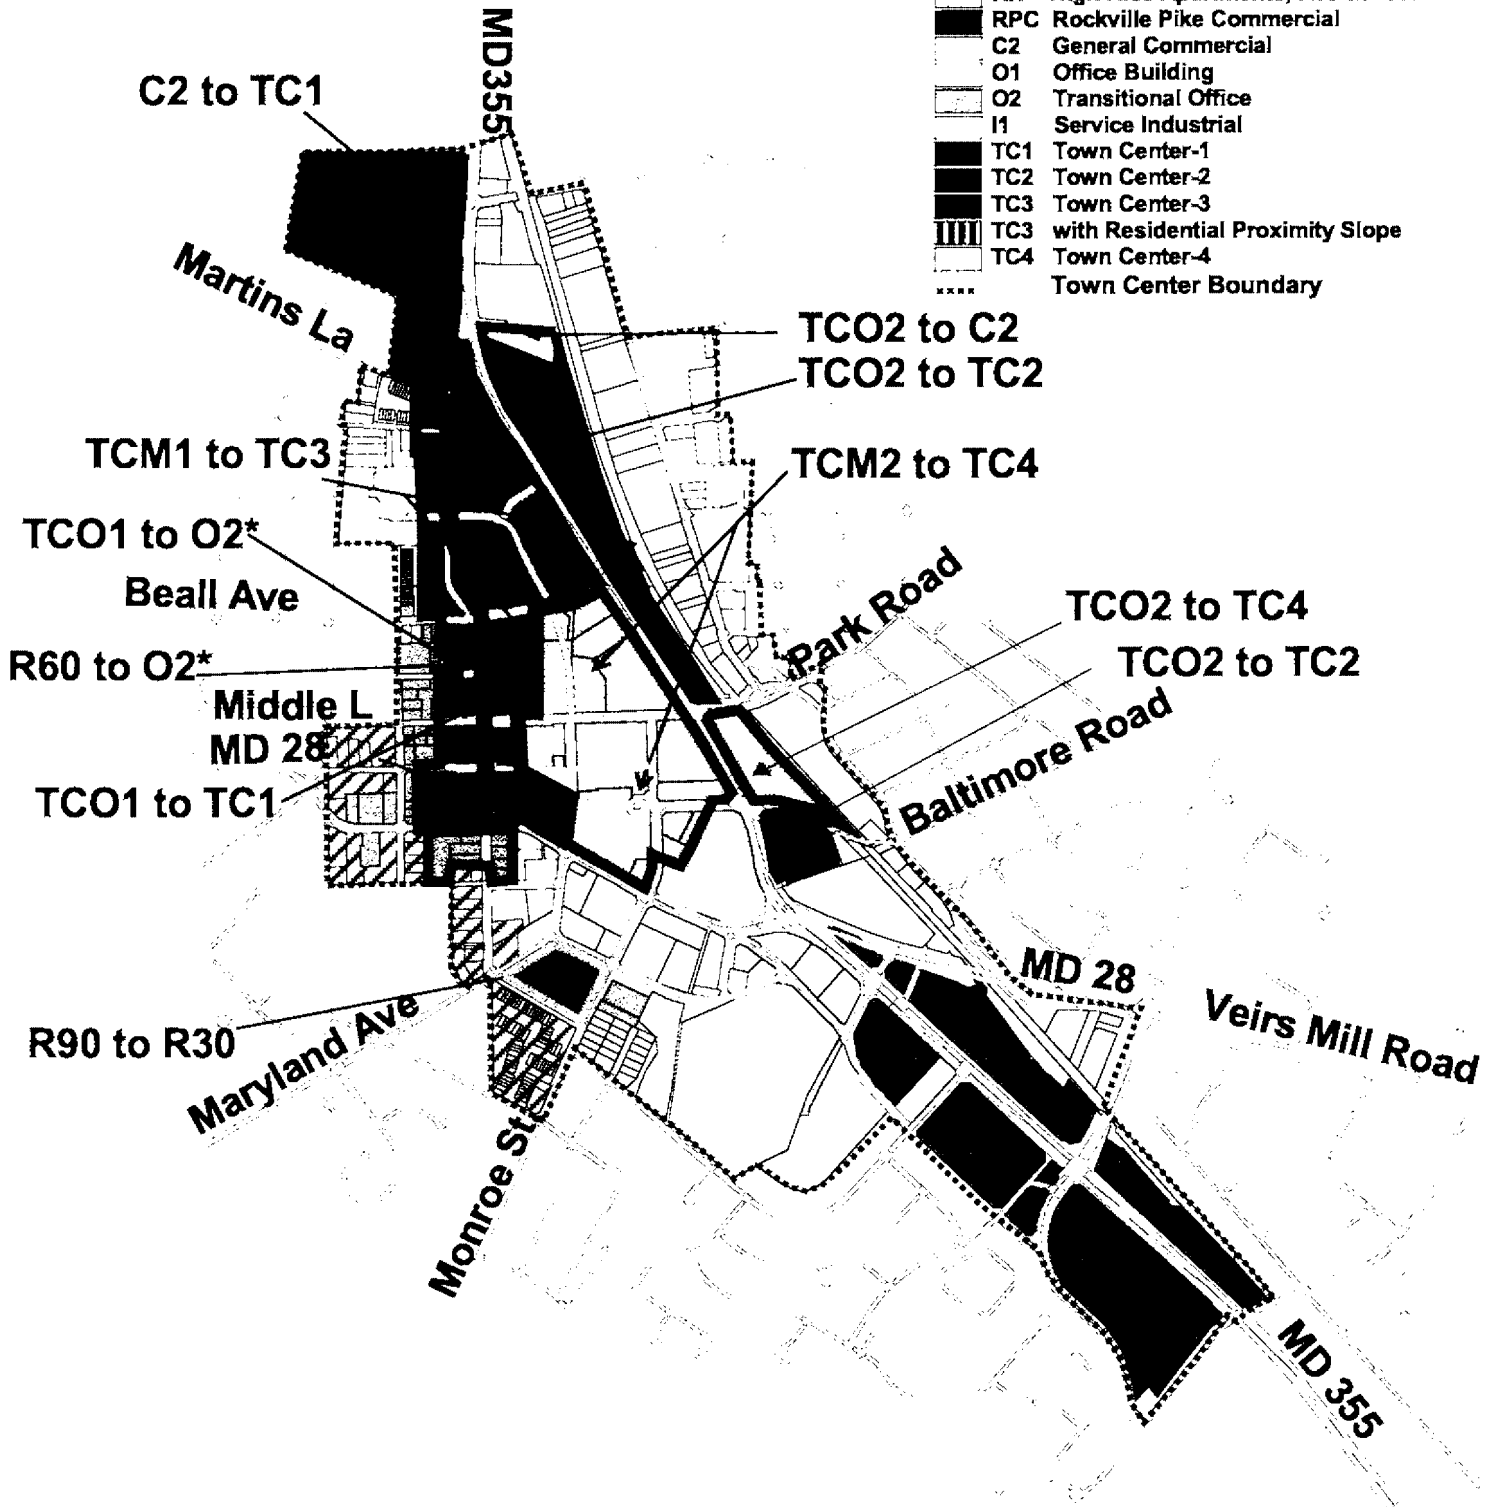 RPC Rockville Pike Commercial
C2 General Commercial
O1 Office Building
O2 Transitional Office
I1 Service Industrial
TC1 Town Center-1
TC2 Town Center-2
TC3 Town Center-3
TC3 with Residential Proximity Slope
TC4 Town Center-4
Town Center Boundary
MD355
C2 to TC1
Martins La
TCO2 to C2
TCO2 to TC2
TCM1 to TC3
TCM2 to TC4
TCO1 to O2*
Beall Ave
Park Road
TCO2 to TC4
R60 to O2*
TCO2 to TC2
Middle L
MD 28
Baltimore Road
TCO1 to TC1
MD 28
Veirs Mill Road
R90 to R30
Maryland Ave
Monroe St
MD 355